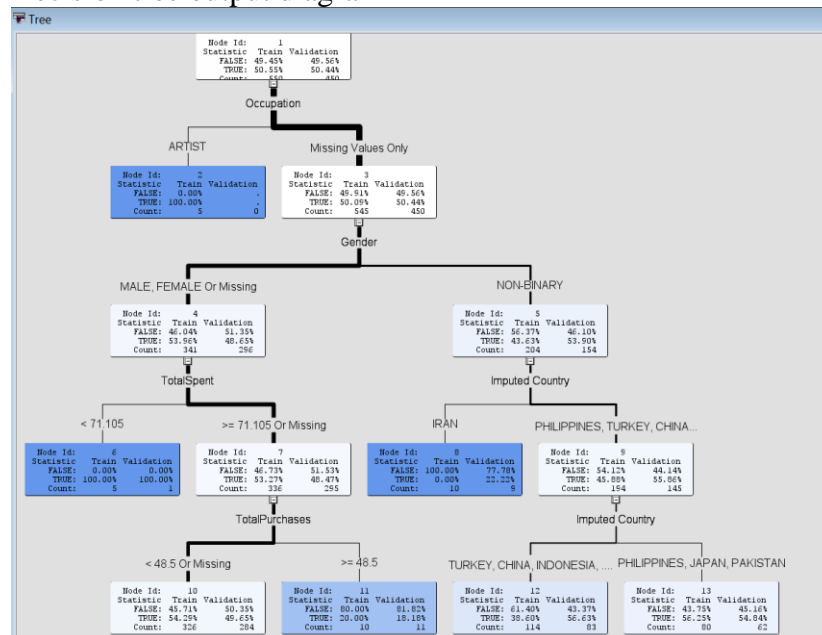 Tree
Node Id: 1
Statistic Train Validation
FALSE: 49.45% 49.56%
TRUE: 50.55% 50.44%
Count: 550 450
Occupation
ARTIST
Missing Values Only
Node Id: 2
Statistic Train Validation
FALSE: 0.00% .
TRUE: 100.00% .
Count: 5 0
Node Id: 3
Statistic Train Validation
FALSE: 49.91% 49.56%
TRUE: 50.09% 50.44%
Count: 545 450
Gender
MALE, FEMALE Or Missing
NON-BINARY
Node Id: 4
Statistic Train Validation
FALSE: 46.04% 51.35%
TRUE: 53.96% 48.65%
Count: 341 296
Node Id: 5
Statistic Train Validation
FALSE: 56.37% 46.10%
TRUE: 43.63% 53.90%
Count: 204 154
TotalSpent
Imputed Country
< 71.105
>= 71.105 Or Missing
IRAN
PHILIPPINES, TURKEY, CHINA...
Node Id: 6
Statistic Train Validation
FALSE: 0.00% 0.00%
TRUE: 100.00% 100.00%
Count: 5 1
Node Id: 7
Statistic Train Validation
FALSE: 46.73% 51.53%
TRUE: 53.27% 48.47%
Count: 336 295
Node Id: 8
Statistic Train Validation
FALSE: 100.00% 77.78%
TRUE: 0.00% 22.22%
Count: 10 9
Node Id: 9
Statistic Train Validation
FALSE: 54.12% 44.14%
TRUE: 45.88% 55.86%
Count: 194 145
TotalPurchases
Imputed Country
< 48.5 Or Missing
>= 48.5
TURKEY, CHINA, INDONESIA, ....
PHILIPPINES, JAPAN, PAKISTAN
Node Id: 10
Statistic Train Validation
FALSE: 45.71% 50.35%
TRUE: 54.29% 49.65%
Count: 326 284
Node Id: 11
Statistic Train Validation
FALSE: 80.00% 81.82%
TRUE: 20.00% 18.18%
Count: 10 11
Node Id: 12
Statistic Train Validation
FALSE: 61.40% 43.37%
TRUE: 38.60% 56.63%
Count: 114 83
Node Id: 13
Statistic Train Validation
FALSE: 43.75% 45.16%
TRUE: 56.25% 54.84%
Count: 80 62